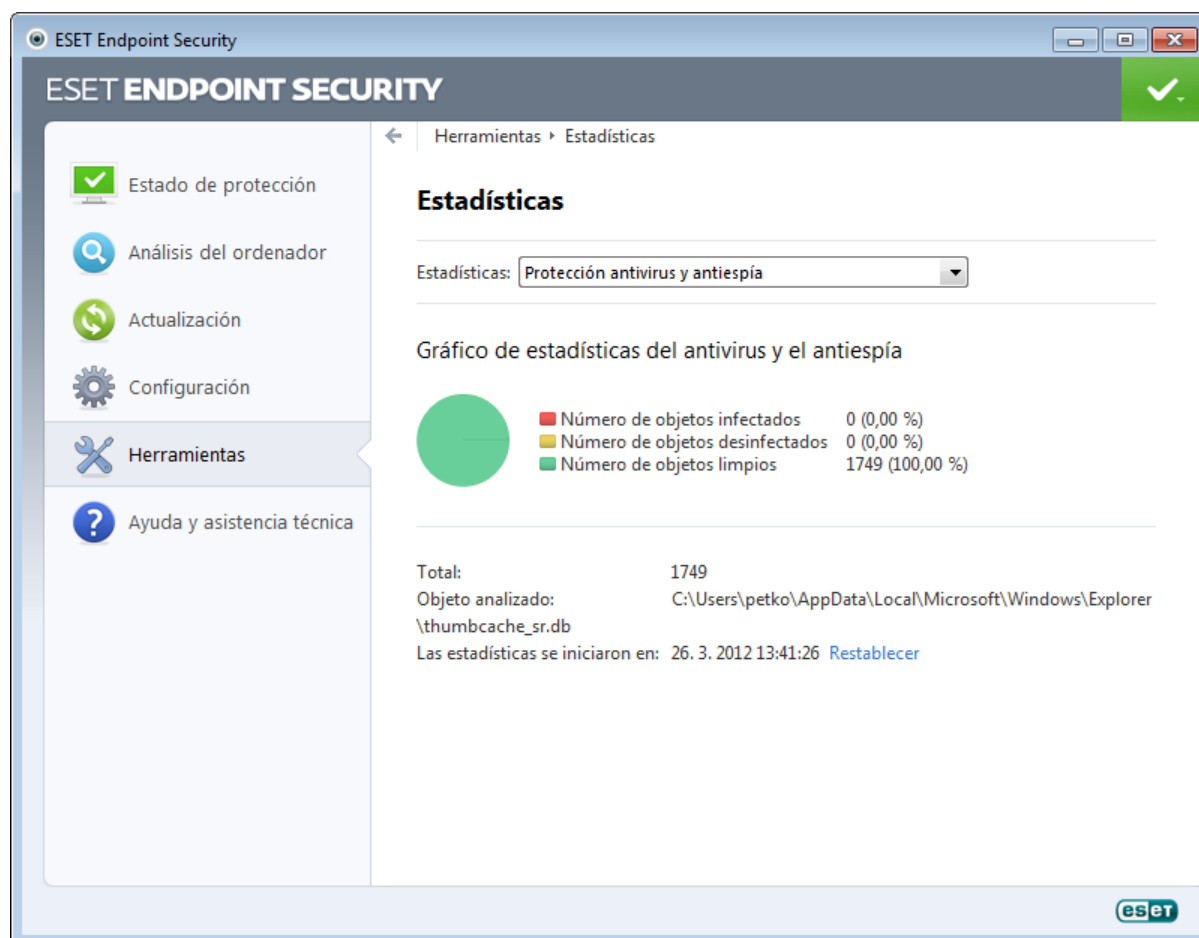 ESET Endpoint Security
ESET ENDPOINT SECURITY
Herramientas ‣ Estadísticas
Estado de protección
Análisis del ordenador
Actualización
Configuración
Herramientas
Ayuda y asistencia técnica
Estadísticas
Estadísticas: Protección antivirus y antiespía
Gráfico de estadísticas del antivirus y el antiespía
Número de objetos infectados 0 (0,00 %)
Número de objetos desinfectados 0 (0,00 %)
Número de objetos limpios 1749 (100,00 %)
Total: 1749
Objeto analizado: C:\Users\petko\AppData\Local\Microsoft\Windows\Explorer
\thumbcache_sr.db
Las estadísticas se iniciaron en: 26. 3. 2012 13:41:26 Restablecer
eset